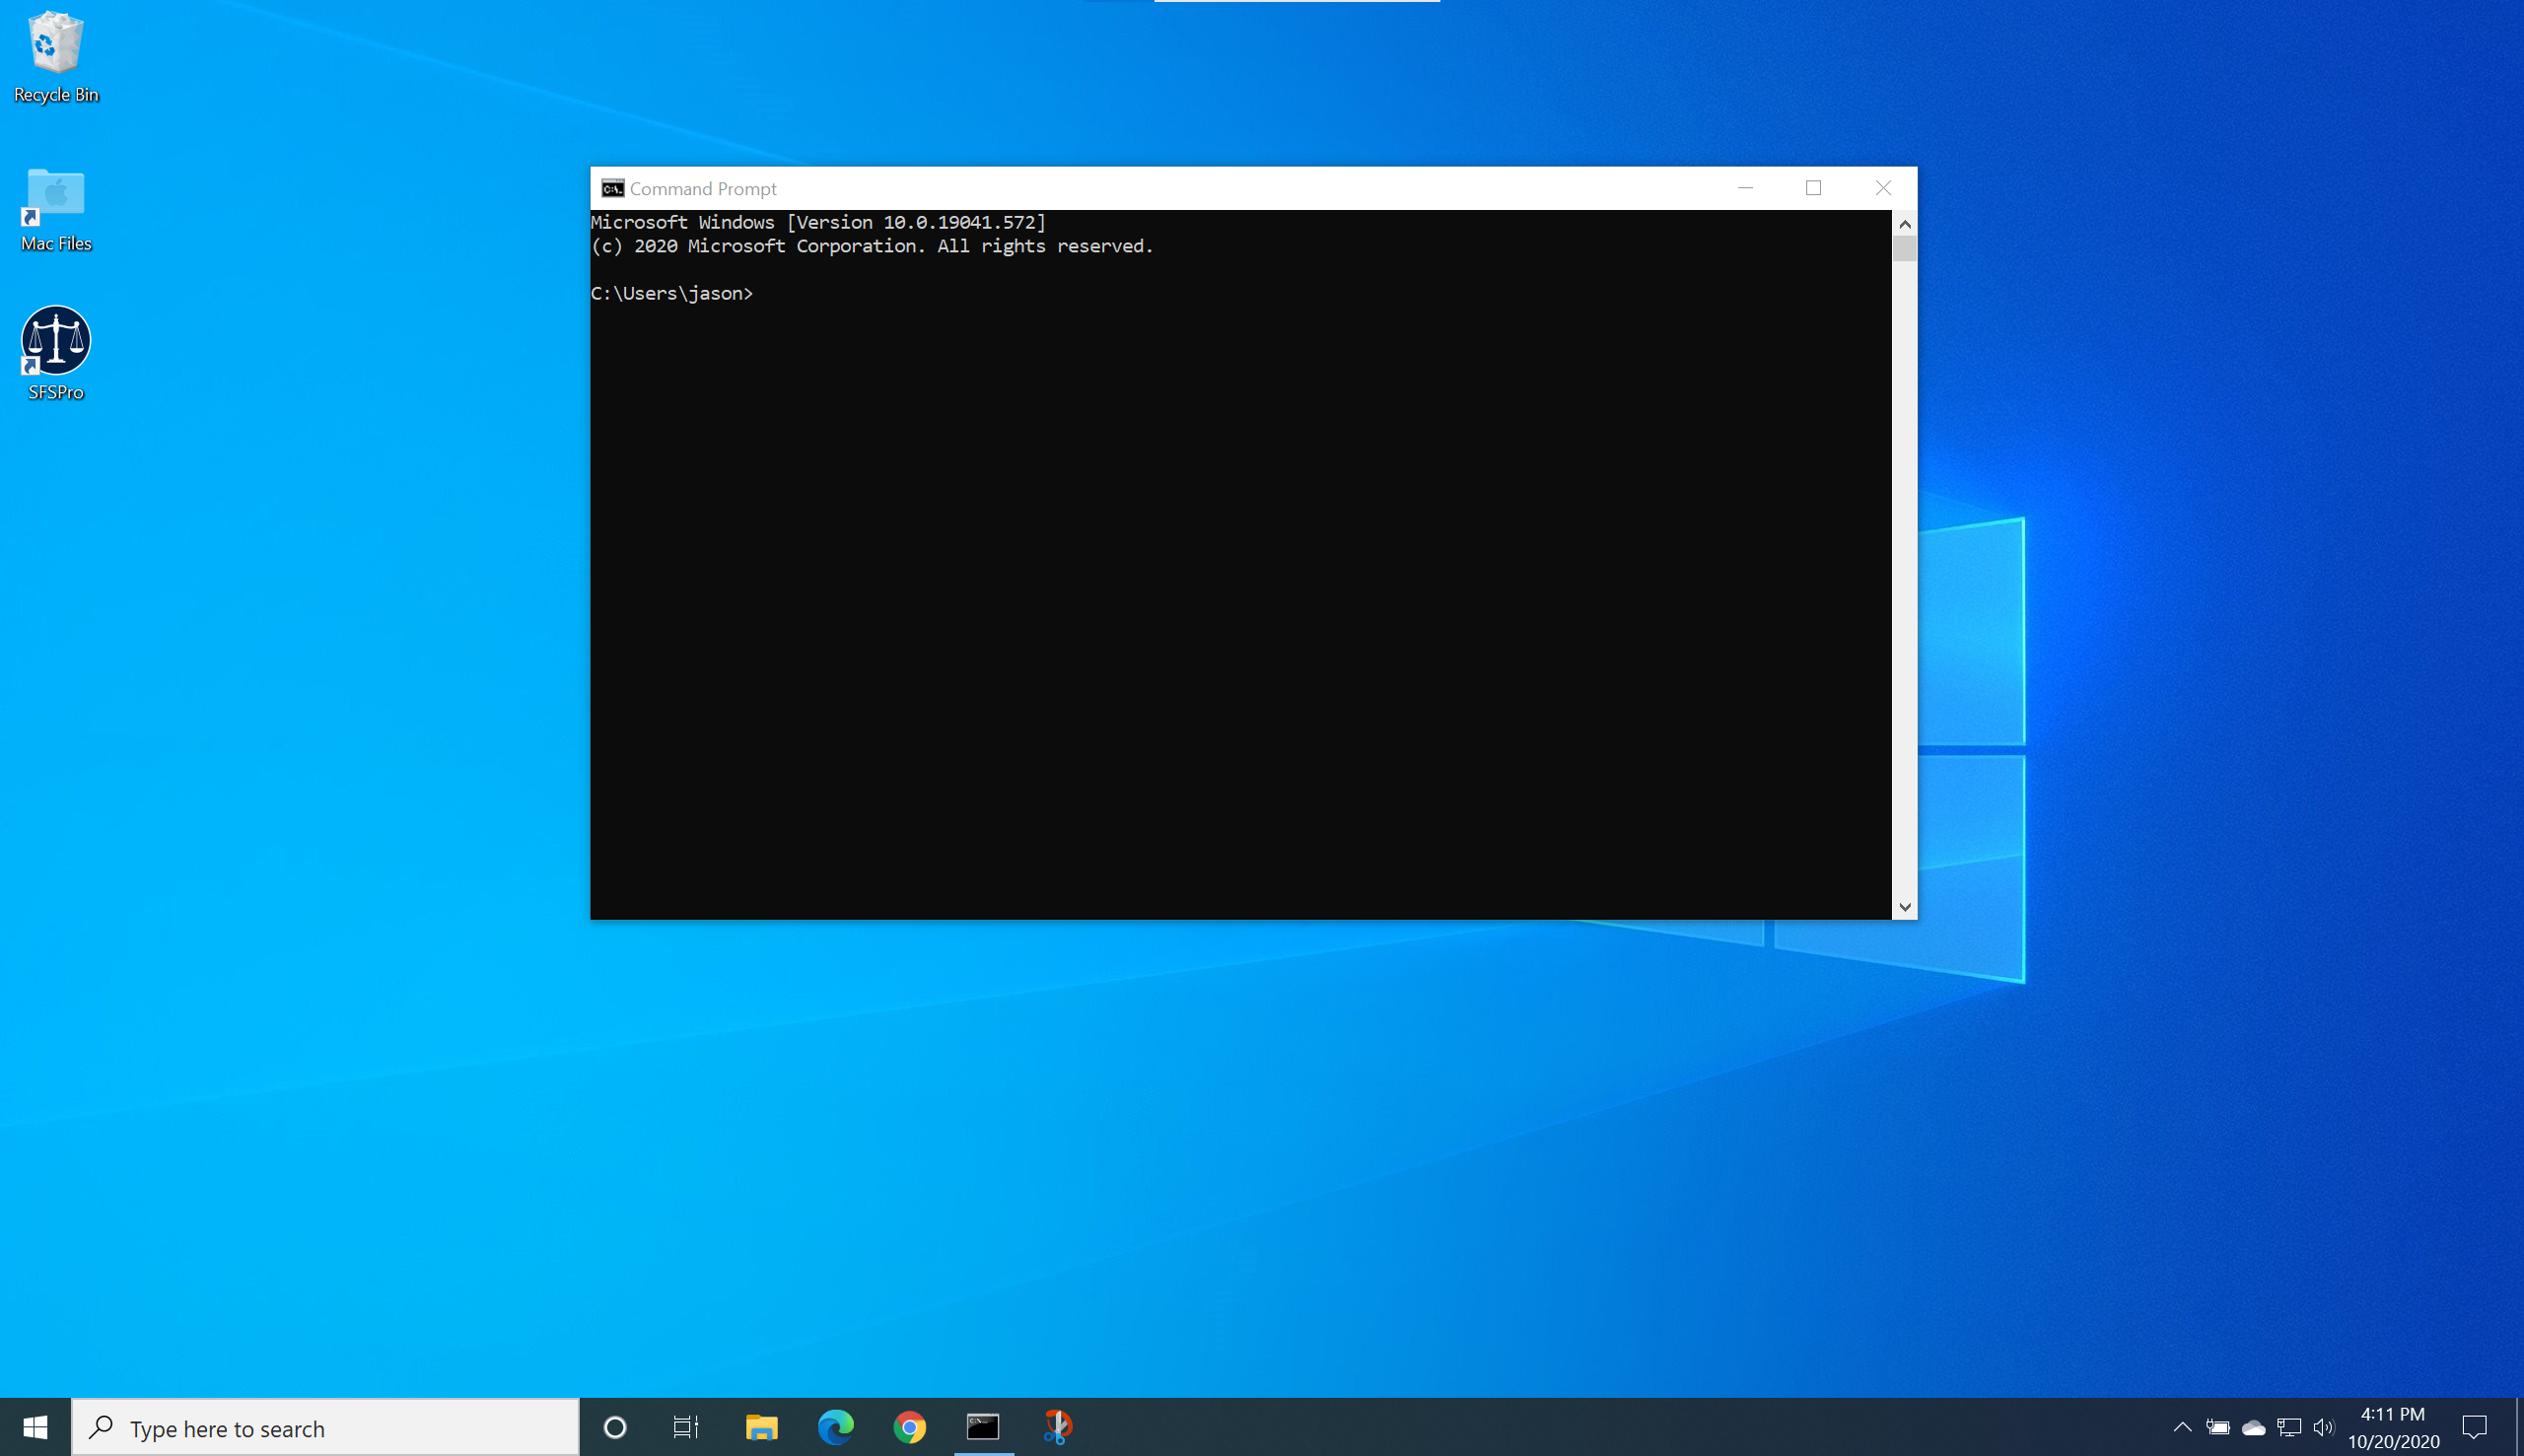 Recycle Bin
Mac Files
SFSPro
Command Prompt
Microsoft Windows [Version 10.0.19041.572]
(c) 2020 Microsoft Corporation. All rights reserved.
C:\Users\jason>
Type here to search
4:11 PM
10/20/2020